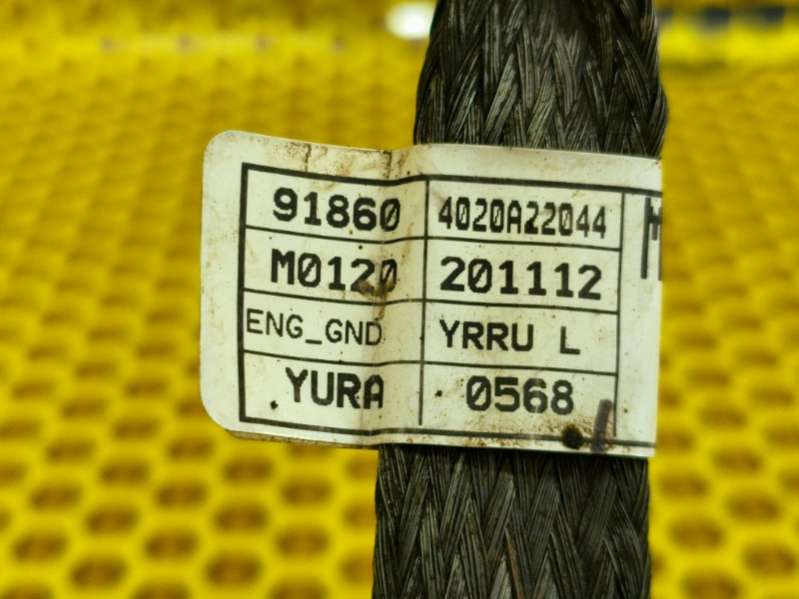 91860 4020A22044
M0120 201112
ENG_GND YRRU L
YURA 0568